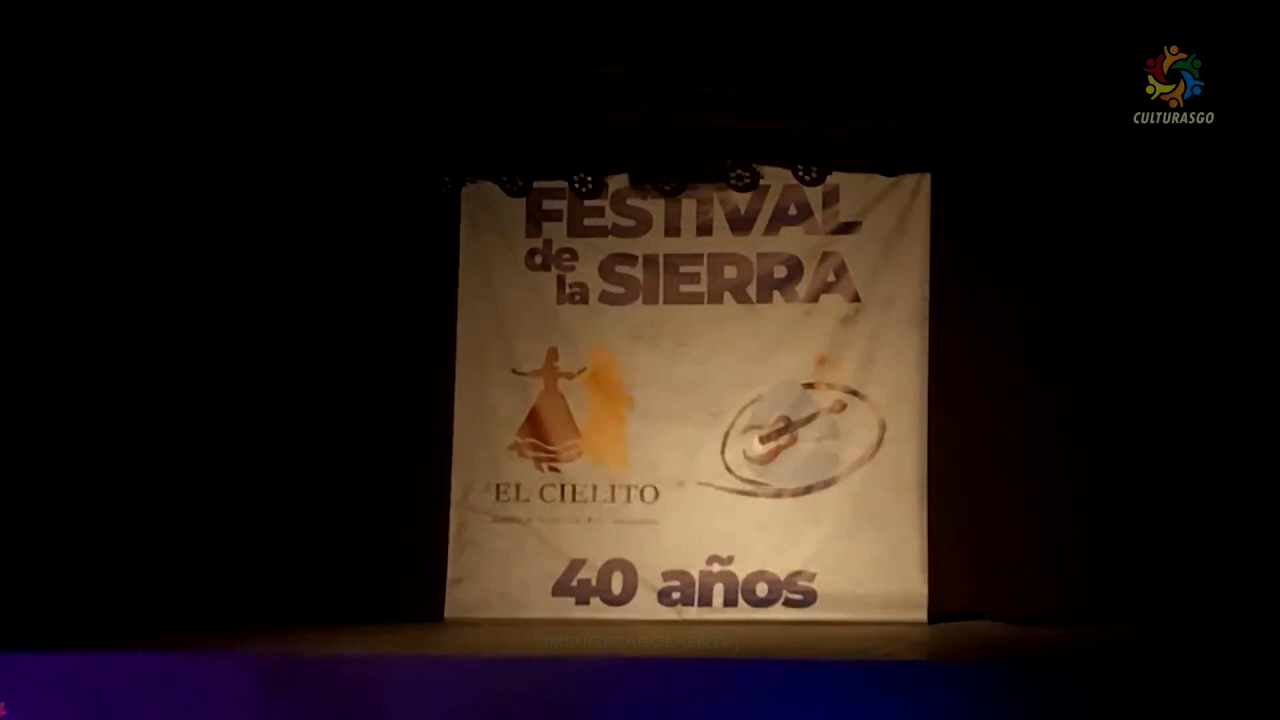 CULTURASGO
FESTIVAL
de
la SIERRA
EL CIELITO
40 años